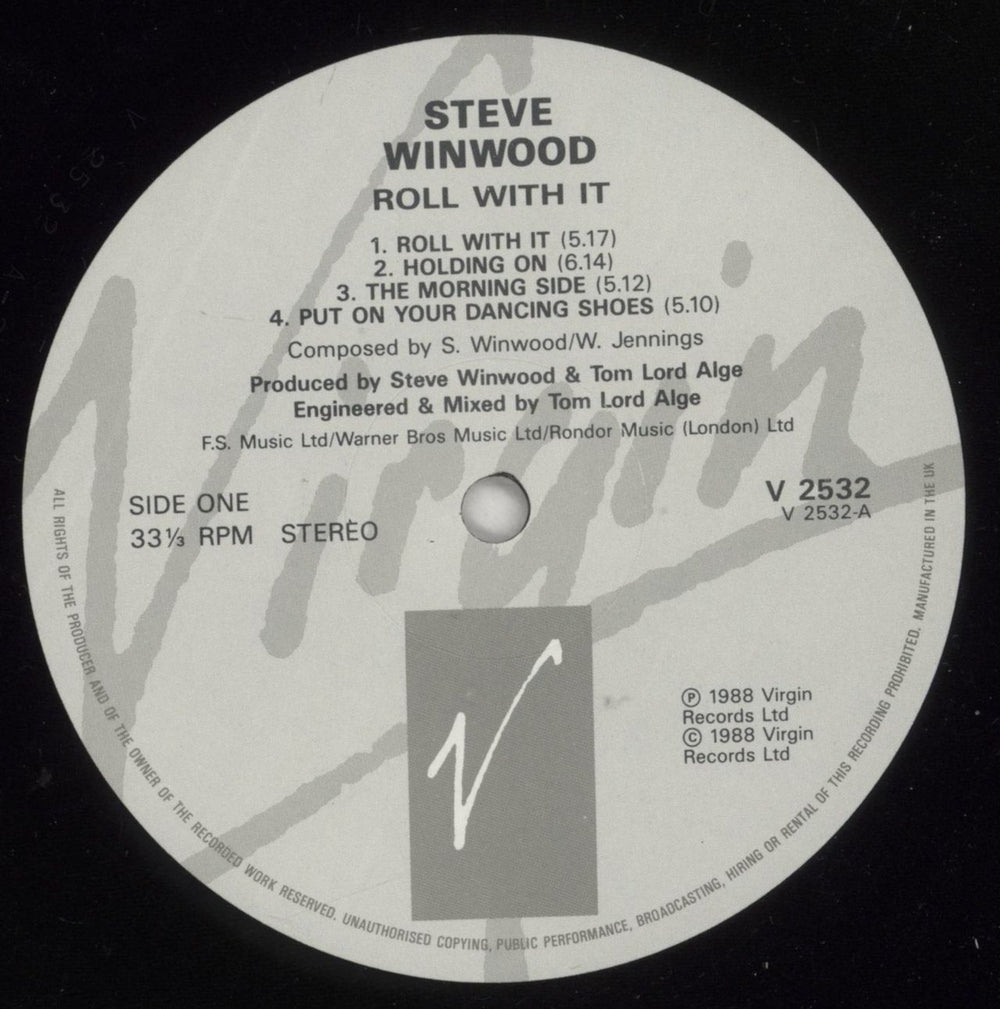 STEVE
WINWOOD
ROLL WITH IT
1. ROLL WITH IT (5.17)
2. HOLDING ON (6.14)
3. THE MORNING SIDE (5.12)
4. PUT ON YOUR DANCING SHOES (5.10)
Composed by S. Winwood/W. Jennings
Produced by Steve Winwood & Tom Lord Alge
Engineered & Mixed by Tom Lord Alge
F.S. Music Ltd/Warner Bros Music Ltd/Rondor Music (London) Ltd
SIDE ONE
33⅓ RPM STEREO
V 2532
V 2532-A
Virgin
V
Ⓟ 1988 Virgin
Records Ltd
© 1988 Virgin
Records Ltd
ALL RIGHTS OF THE PRODUCER AND OF THE OWNER OF THE RECORDED WORK RESERVED. UNAUTHORISED COPYING, PUBLIC PERFORMANCE, BROADCASTING, HIRING OR RENTAL OF THIS RECORDING PROHIBITED. MANUFACTURED IN THE UK